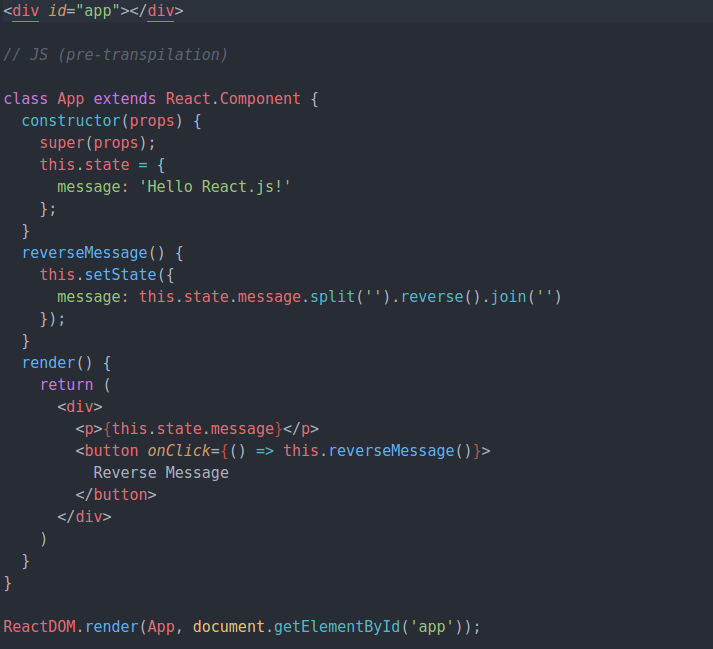 <div id="app"></div>
// JS (pre-transpilation)
class App extends React.Component {
  constructor(props) {
    super(props);
    this.state = {
      message: 'Hello React.js!'
    };
  }
  reverseMessage() {
    this.setState({
      message: this.state.message.split('').reverse().join('')
    });
  }
  render() {
    return (
      <div>
        <p>{this.state.message}</p>
        <button onClick={() => this.reverseMessage()}>
          Reverse Message
        </button>
      </div>
    )
  }
}
ReactDOM.render(App, document.getElementById('app'));